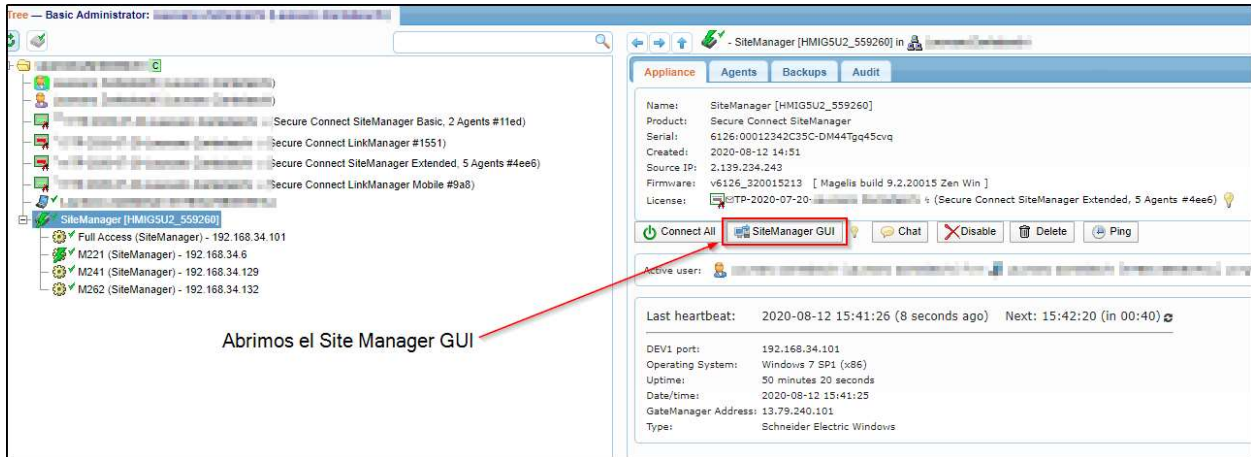 Tree — Basic Administrator:
- SiteManager [HMIG5U2_559260] in
Appliance Agents Backups Audit
C
Secure Connect SiteManager Basic, 2 Agents #11ed)
Secure Connect LinkManager #1551)
Secure Connect SiteManager Extended, 5 Agents #4ee6)
Secure Connect LinkManager Mobile #9a8)
SiteManager [HMIG5U2_559260]
Full Access (SiteManager) - 192.168.34.101
M221 (SiteManager) - 192.168.34.6
M241 (SiteManager) - 192.168.34.129
M262 (SiteManager) - 192.168.34.132
Abrimos el Site Manager GUI
Name: SiteManager [HMIG5U2_559260]
Product: Secure Connect SiteManager
Serial: 6126:00012342C35C-DM44Tgq45cvq
Created: 2020-08-12 14:51
Source IP: 2.139.234.243
Firmware: v6126_320015213 [ Magelis build 9.2.20015 Zen Win ]
License: TP-2020-07-20- (Secure Connect SiteManager Extended, 5 Agents #4ee6)
Connect All SiteManager GUI Chat Disable Delete Ping
Active user:
Last heartbeat: 2020-08-12 15:41:26 (8 seconds ago) Next: 15:42:20 (in 00:40)
DEV1 port: 192.168.34.101
Operating System: Windows 7 SP1 (x86)
Uptime: 50 minutes 20 seconds
Date/time: 2020-08-12 15:41:25
GateManager Address: 13.79.240.101
Type: Schneider Electric Windows